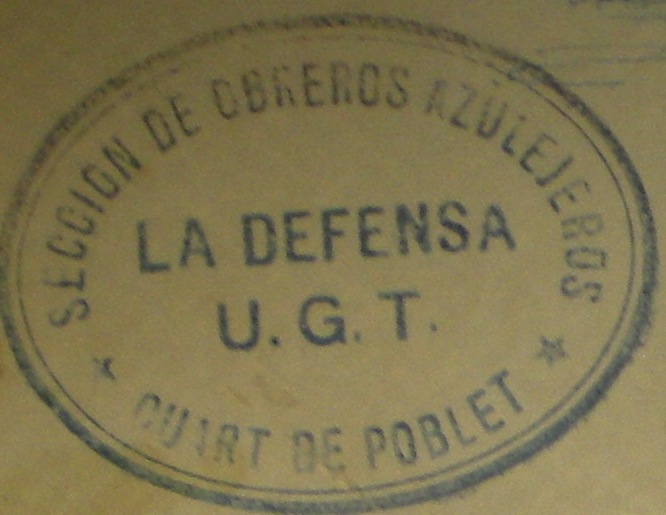 SECCION DE OBREROS AZULEJEROS
LA DEFENSA
U. G. T.
CUART DE POBLET